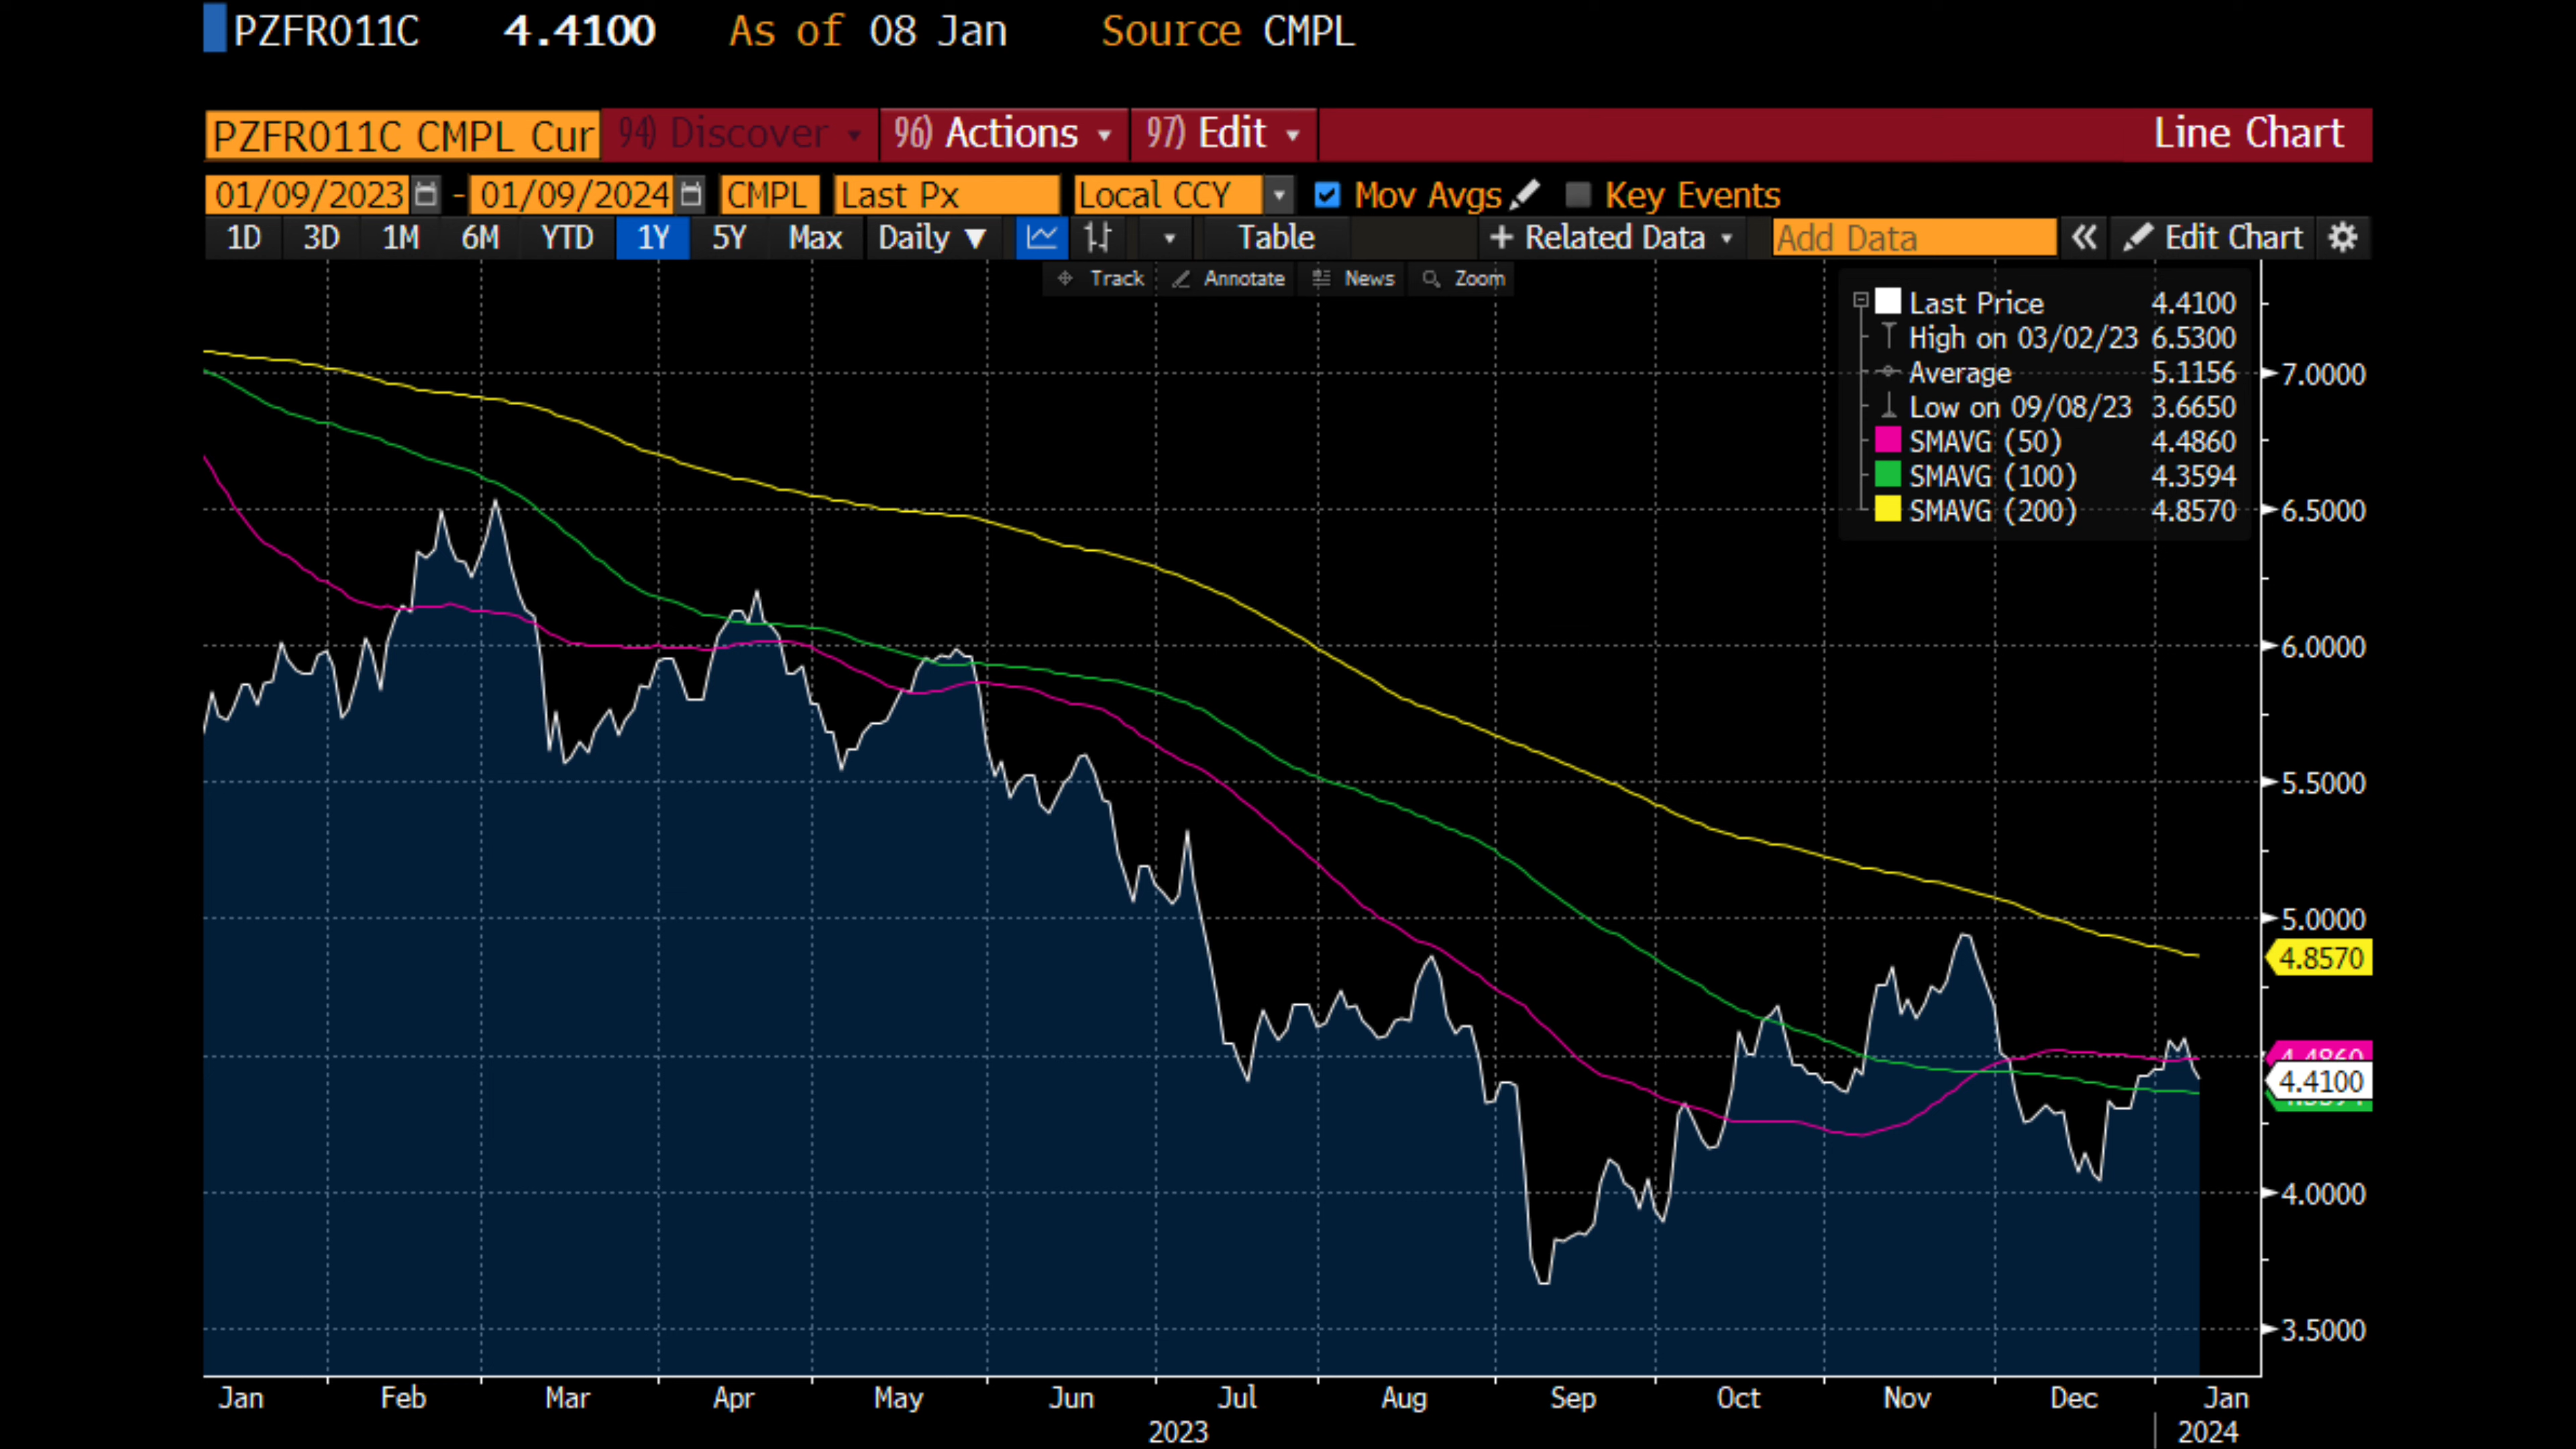 PZFR011C 4.4100 As of 08 Jan Source CMPL
PZFR011C CMPL Cur 94) Discover 96) Actions 97) Edit Line Chart
01/09/2023 - 01/09/2024 CMPL Last Px Local CCY Mov Avgs Key Events
1D 3D 1M 6M YTD 1Y 5Y Max Daily ▼ Table + Related Data Add Data « Edit Chart
Track Annotate News Zoom
Last Price 4.4100
High on 03/02/23 6.5300
Average 5.1156
Low on 09/08/23 3.6650
SMAVG (50) 4.4860
SMAVG (100) 4.3594
SMAVG (200) 4.8570
7.0000
6.5000
6.0000
5.5000
5.0000
4.8570
4.4860
4.4100
4.0000
3.5000
Jan Feb Mar Apr May Jun Jul Aug Sep Oct Nov Dec Jan
2023 2024